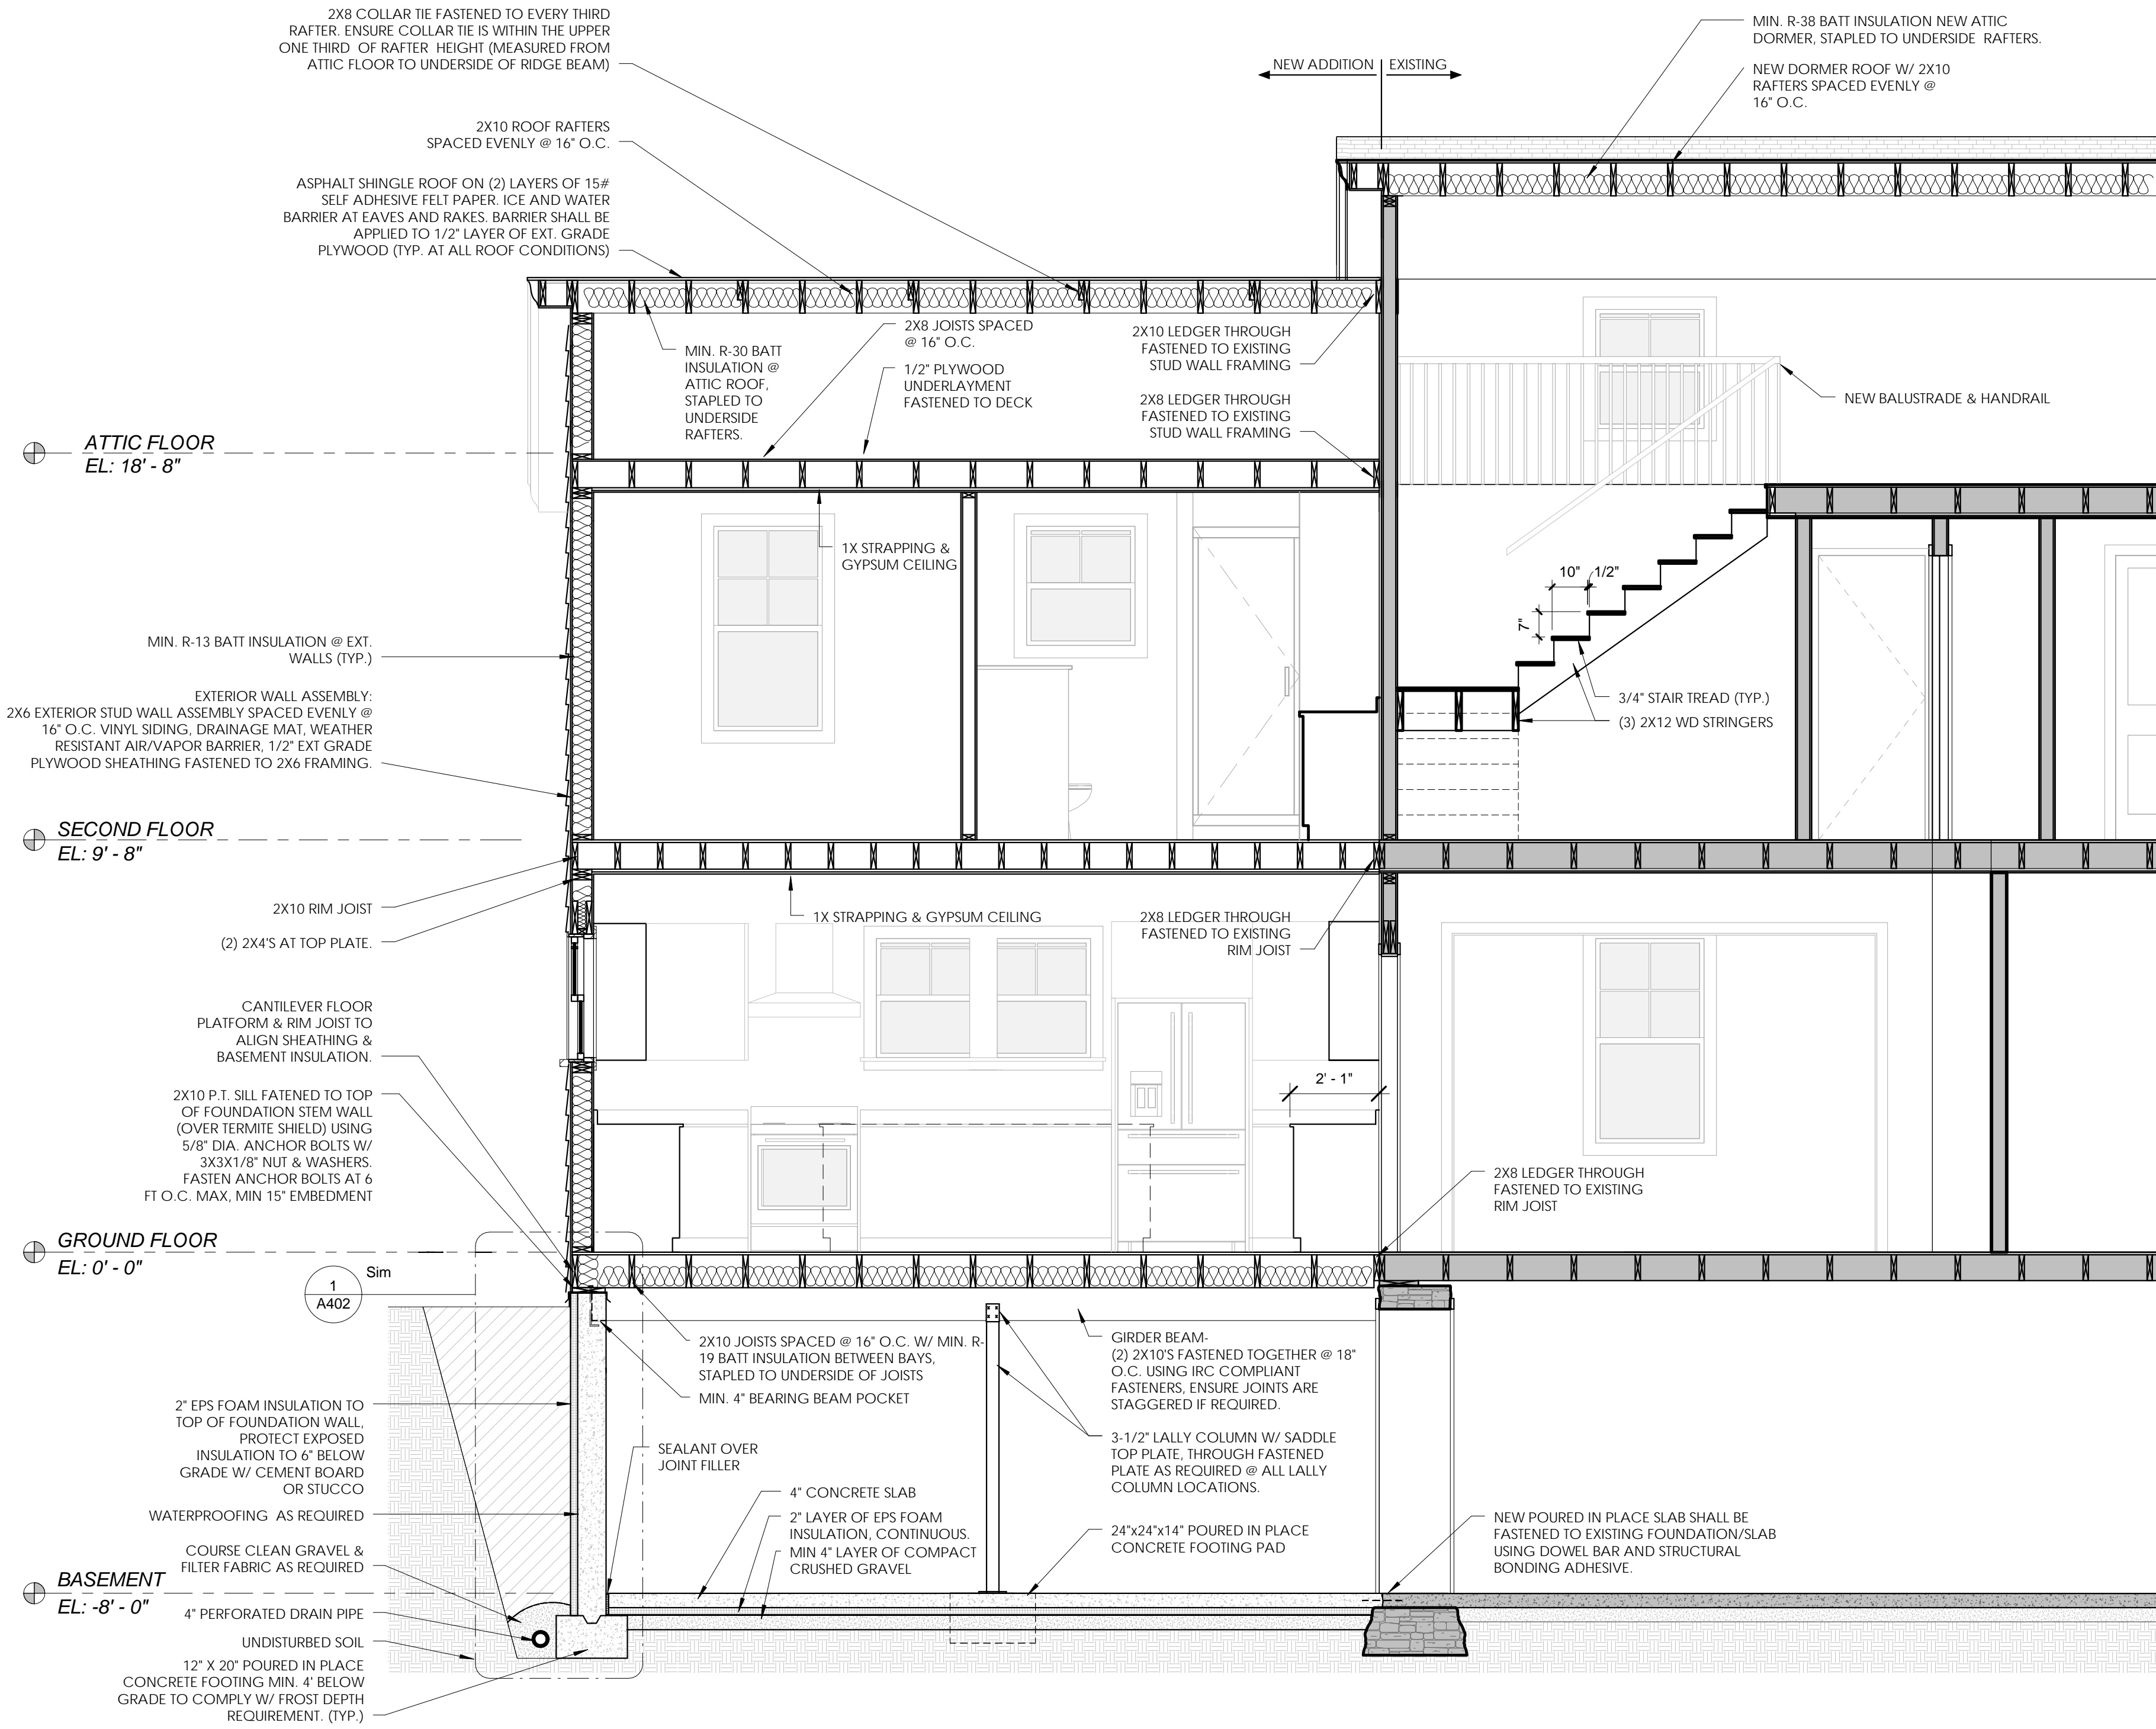 2X8 COLLAR TIE FASTENED TO EVERY THIRD
RAFTER. ENSURE COLLAR TIE IS WITHIN THE UPPER
ONE THIRD OF RAFTER HEIGHT (MEASURED FROM
ATTIC FLOOR TO UNDERSIDE OF RIDGE BEAM)
2X10 ROOF RAFTERS
SPACED EVENLY @ 16" O.C.
ASPHALT SHINGLE ROOF ON (2) LAYERS OF 15#
SELF ADHESIVE FELT PAPER. ICE AND WATER
BARRIER AT EAVES AND RAKES. BARRIER SHALL BE
APPLIED TO 1/2" LAYER OF EXT. GRADE
PLYWOOD (TYP. AT ALL ROOF CONDITIONS)
NEW ADDITION
EXISTING
MIN. R-38 BATT INSULATION NEW ATTIC
DORMER, STAPLED TO UNDERSIDE RAFTERS.
NEW DORMER ROOF W/ 2X10
RAFTERS SPACED EVENLY @
16" O.C.
MIN. R-30 BATT
INSULATION @
ATTIC ROOF,
STAPLED TO
UNDERSIDE
RAFTERS.
2X8 JOISTS SPACED
@ 16" O.C.
1/2" PLYWOOD
UNDERLAYMENT
FASTENED TO DECK
2X10 LEDGER THROUGH
FASTENED TO EXISTING
STUD WALL FRAMING
2X8 LEDGER THROUGH
FASTENED TO EXISTING
STUD WALL FRAMING
NEW BALUSTRADE & HANDRAIL
ATTIC FLOOR
EL: 18' - 8"
1X STRAPPING &
GYPSUM CEILING
10"
1/2"
7"
3/4" STAIR TREAD (TYP.)
(3) 2X12 WD STRINGERS
MIN. R-13 BATT INSULATION @ EXT.
WALLS (TYP.)
EXTERIOR WALL ASSEMBLY:
2X6 EXTERIOR STUD WALL ASSEMBLY SPACED EVENLY @
16" O.C. VINYL SIDING, DRAINAGE MAT, WEATHER
RESISTANT AIR/VAPOR BARRIER, 1/2" EXT GRADE
PLYWOOD SHEATHING FASTENED TO 2X6 FRAMING.
SECOND FLOOR
EL: 9' - 8"
2X10 RIM JOIST
(2) 2X4'S AT TOP PLATE.
1X STRAPPING & GYPSUM CEILING
2X8 LEDGER THROUGH
FASTENED TO EXISTING
RIM JOIST
CANTILEVER FLOOR
PLATFORM & RIM JOIST TO
ALIGN SHEATHING &
BASEMENT INSULATION.
2X10 P.T. SILL FATENED TO TOP
OF FOUNDATION STEM WALL
(OVER TERMITE SHIELD) USING
5/8" DIA. ANCHOR BOLTS W/
3X3X1/8" NUT & WASHERS.
FASTEN ANCHOR BOLTS AT 6
FT O.C. MAX, MIN 15" EMBEDMENT
2' - 1"
2X8 LEDGER THROUGH
FASTENED TO EXISTING
RIM JOIST
GROUND FLOOR
EL: 0' - 0"
1
A402
Sim
2X10 JOISTS SPACED @ 16" O.C. W/ MIN. R-
19 BATT INSULATION BETWEEN BAYS,
STAPLED TO UNDERSIDE OF JOISTS
MIN. 4" BEARING BEAM POCKET
GIRDER BEAM-
(2) 2X10'S FASTENED TOGETHER @ 18"
O.C. USING IRC COMPLIANT
FASTENERS, ENSURE JOINTS ARE
STAGGERED IF REQUIRED.
3-1/2" LALLY COLUMN W/ SADDLE
TOP PLATE, THROUGH FASTENED
PLATE AS REQUIRED @ ALL LALLY
COLUMN LOCATIONS.
24"x24"x14" POURED IN PLACE
CONCRETE FOOTING PAD
SEALANT OVER
JOINT FILLER
4" CONCRETE SLAB
2" LAYER OF EPS FOAM
INSULATION, CONTINUOUS.
MIN 4" LAYER OF COMPACT
CRUSHED GRAVEL
NEW POURED IN PLACE SLAB SHALL BE
FASTENED TO EXISTING FOUNDATION/SLAB
USING DOWEL BAR AND STRUCTURAL
BONDING ADHESIVE.
2" EPS FOAM INSULATION TO
TOP OF FOUNDATION WALL,
PROTECT EXPOSED
INSULATION TO 6" BELOW
GRADE W/ CEMENT BOARD
OR STUCCO
WATERPROOFING AS REQUIRED
COURSE CLEAN GRAVEL &
FILTER FABRIC AS REQUIRED
BASEMENT
EL: -8' - 0"
4" PERFORATED DRAIN PIPE
UNDISTURBED SOIL
12" X 20" POURED IN PLACE
CONCRETE FOOTING MIN. 4' BELOW
GRADE TO COMPLY W/ FROST DEPTH
REQUIREMENT. (TYP.)